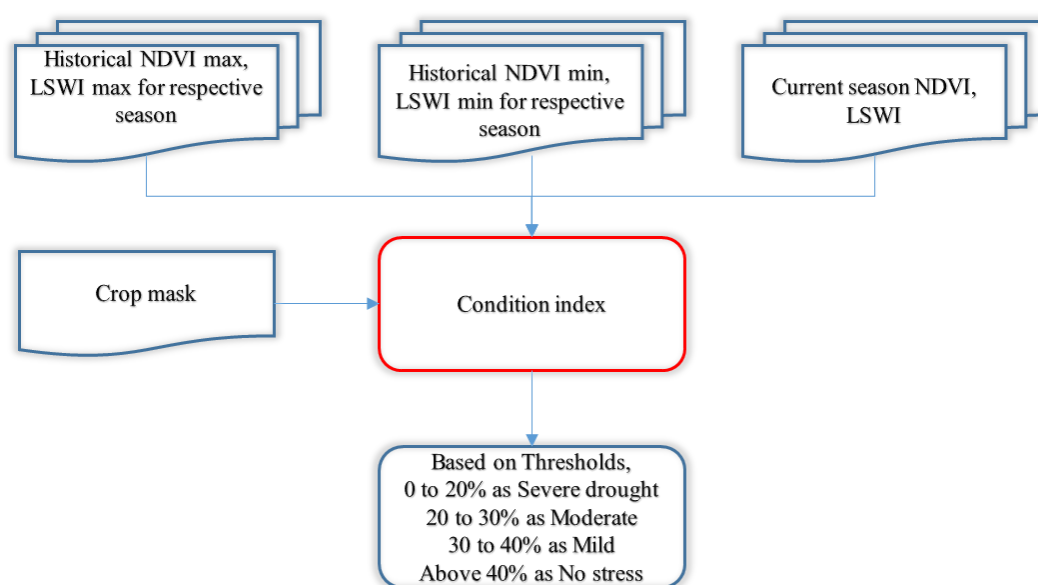 Historical NDVI max,
LSWI max for respective
season
Historical NDVI min,
LSWI min for respective
season
Current season NDVI,
LSWI
Crop mask
Condition index
Based on Thresholds,
0 to 20% as Severe drought
20 to 30% as Moderate
30 to 40% as Mild
Above 40% as No stress